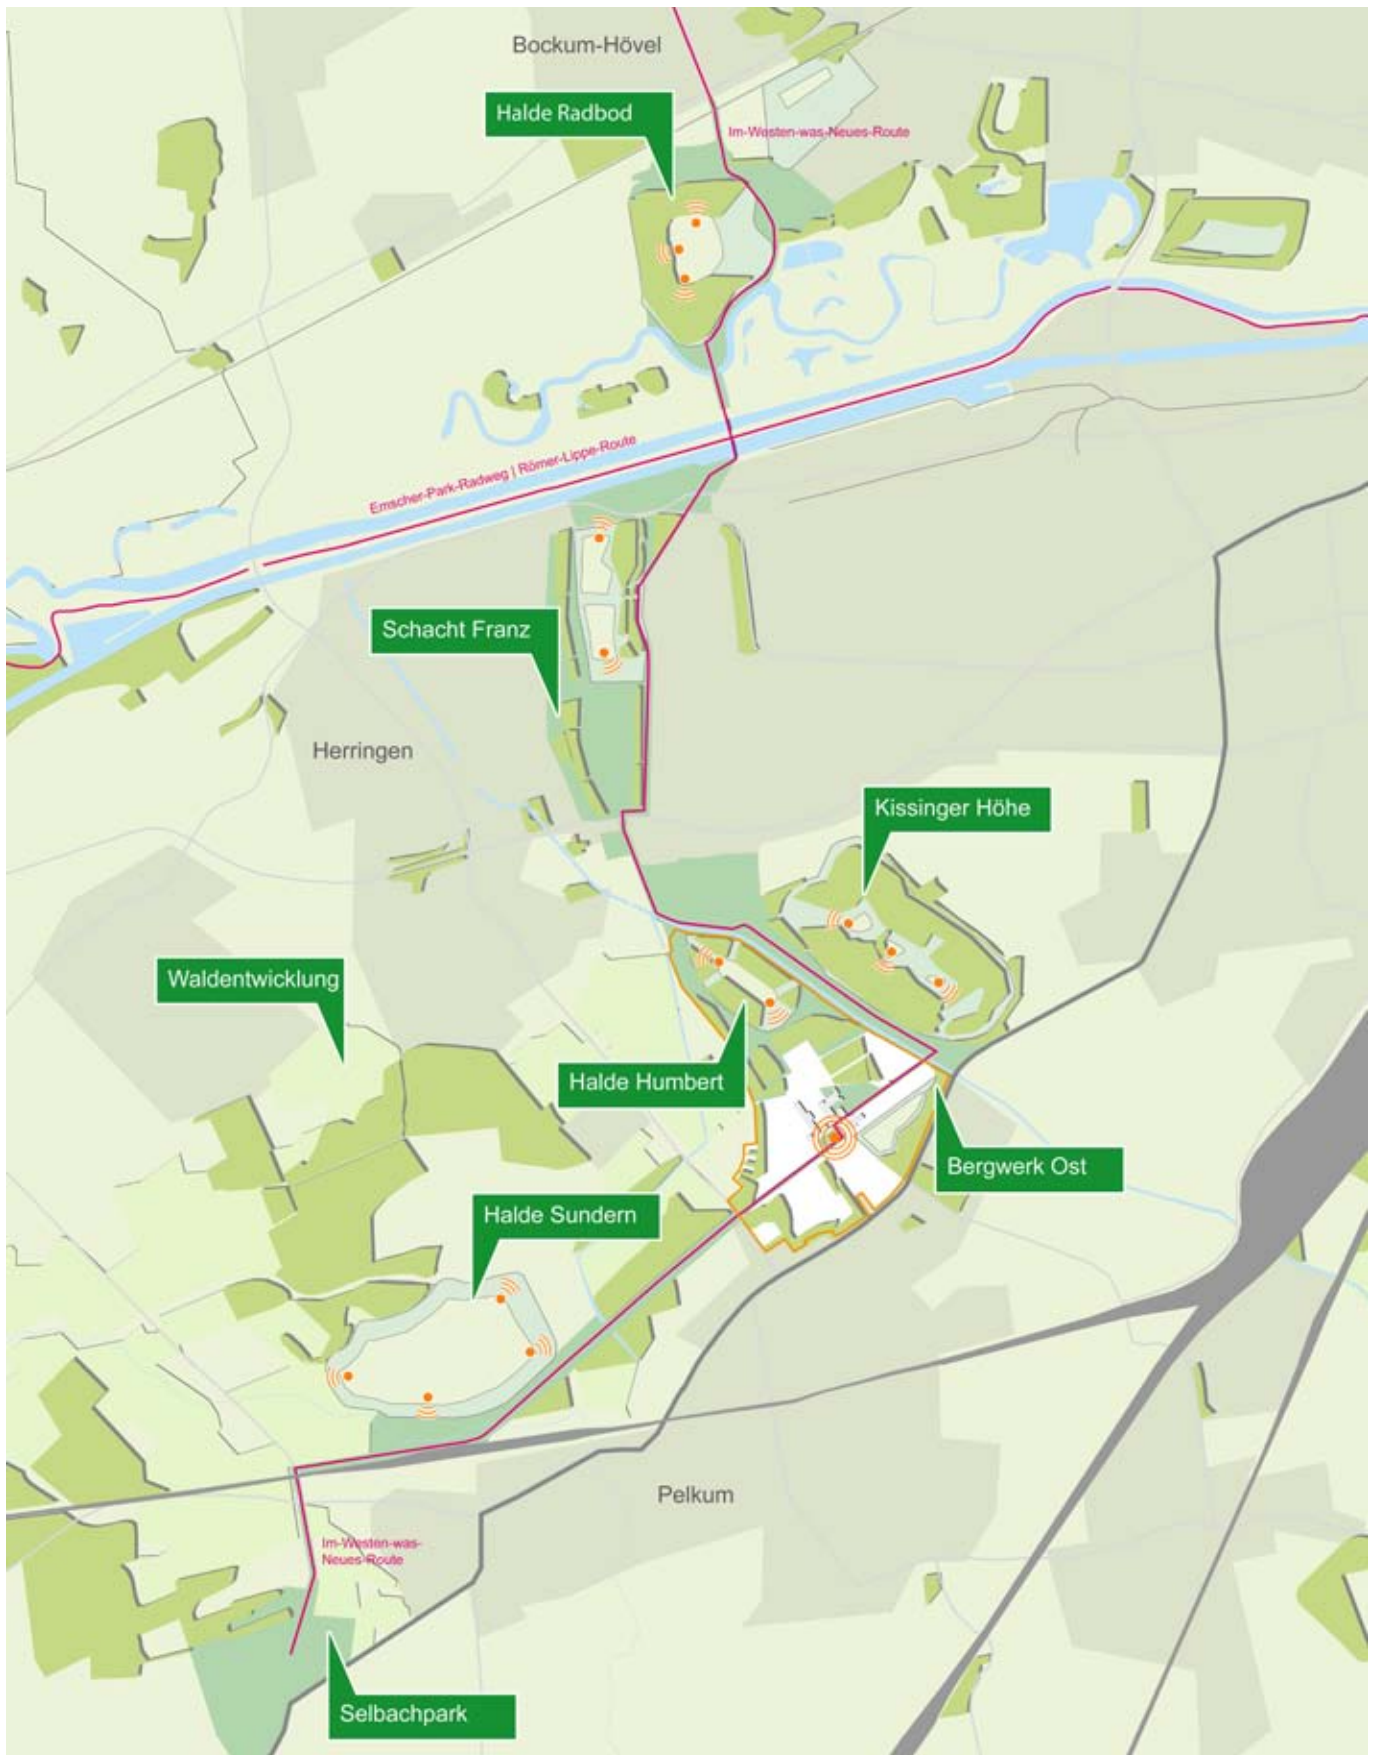 Bockum-Hövel
Halde Radbod
Im-Westen-was-Neues-Route
Emscher-Park-Radweg | Römer-Lippe-Route
Schacht Franz
Herringen
Kissinger Höhe
Waldentwicklung
Halde Humbert
Bergwerk Ost
Halde Sundern
Pelkum
Im-Westen-was-
Neues-Route
Selbachpark